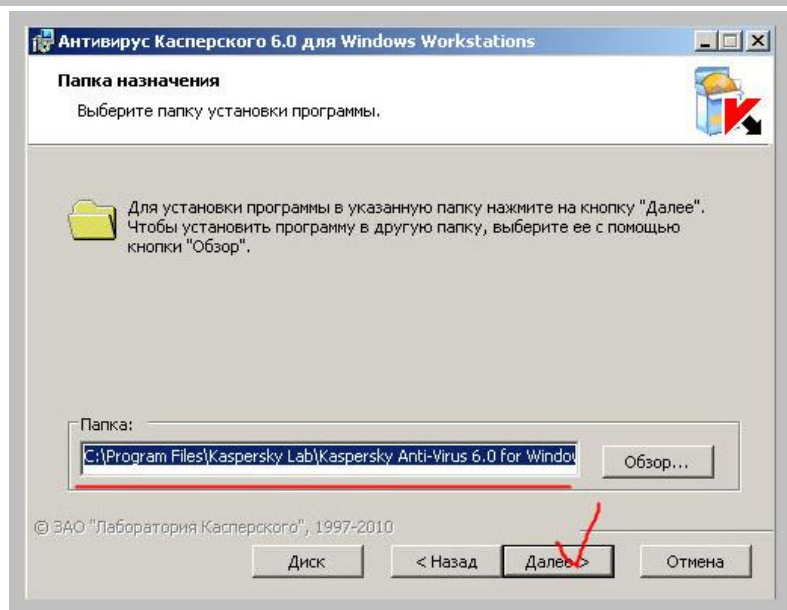 Антивирус Касперского 6.0 для Windows Workstations
Папка назначения
Выберите папку установки программы.
Для установки программы в указанную папку нажмите на кнопку "Далее".
Чтобы установить программу в другую папку, выберите ее с помощью
кнопки "Обзор".
Папка:
C:\Program Files\Kaspersky Lab\Kaspersky Anti-Virus 6.0 for Window
Обзор...
© ЗАО "Лаборатория Касперского", 1997-2010
Диск
< Назад
Далее >
Отмена